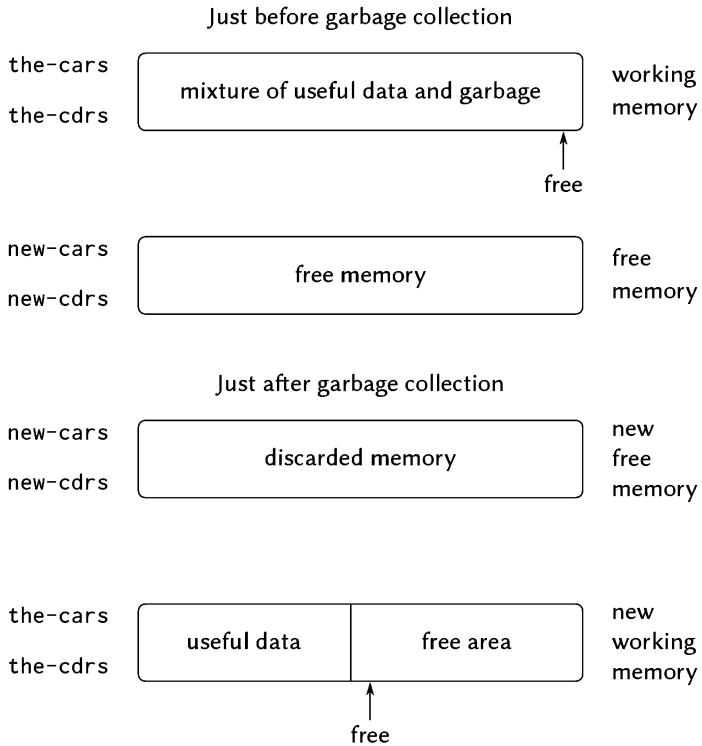 Just before garbage collection
the-cars
the-cdrs
mixture of useful data and garbage
working
memory
free
new-cars
new-cdrs
free memory
free
memory
Just after garbage collection
new-cars
new-cdrs
discarded memory
new
free
memory
the-cars
the-cdrs
useful data
free area
new
working
memory
free